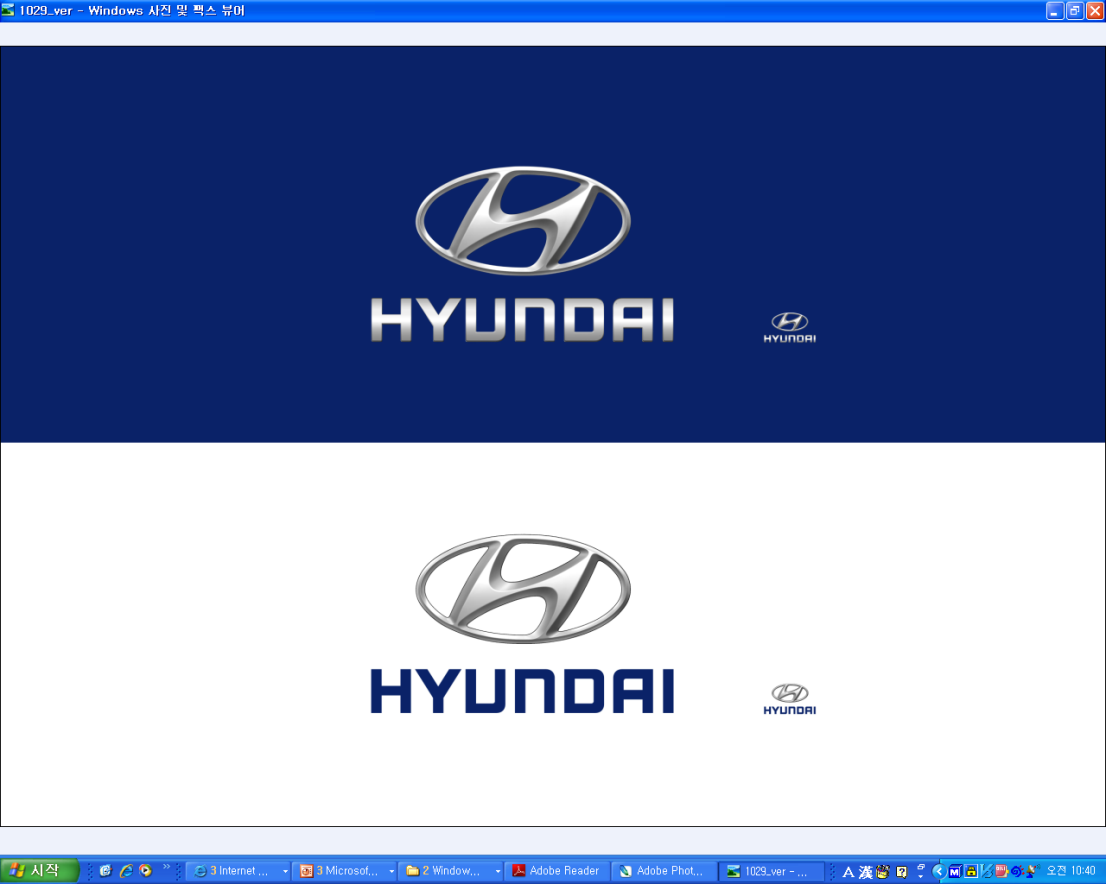 1029_ver - Windows 사진 및 팩스 뷰어
HYUNDAI
HYUNDAI
HYUNDAI
HYUNDAI
시작
3 Internet ...
3 Microsof...
2 Window...
Adobe Reader
Adobe Phot...
1029_ver - ...
A 漢
오전 10:40